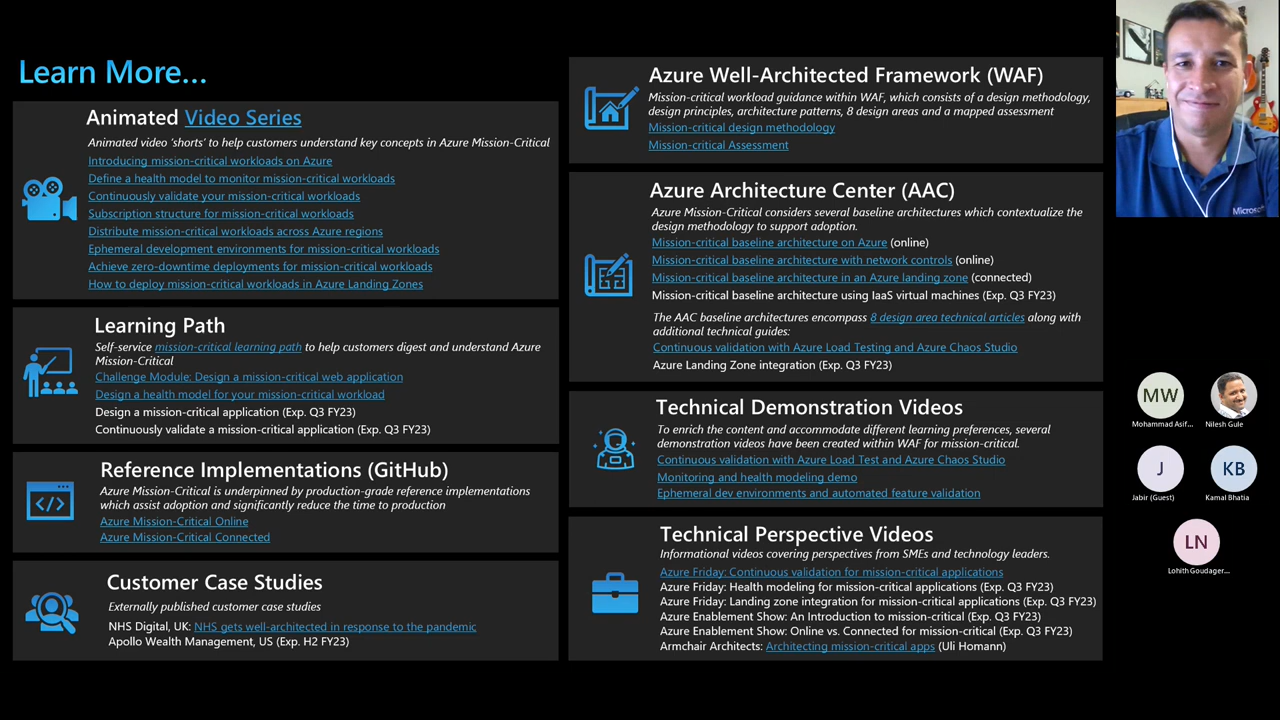 Learn More...
Animated Video Series
Animated video 'shorts' to help customers understand key concepts in Azure Mission-Critical
Introducing mission-critical workloads on Azure
Define a health model to monitor mission-critical workloads
Continuously validate your mission-critical workloads
Subscription structure for mission-critical workloads
Distribute mission-critical workloads across Azure regions
Ephemeral development environments for mission-critical workloads
Achieve zero-downtime deployments for mission-critical workloads
How to deploy mission-critical workloads in Azure Landing Zones
Learning Path
Self-service mission-critical learning path to help customers digest and understand Azure
Mission-Critical
Challenge Module: Design a mission-critical web application
Design a health model for your mission-critical workload
Design a mission-critical application (Exp. Q3 FY23)
Continuously validate a mission-critical application (Exp. Q3 FY23)
Reference Implementations (GitHub)
Azure Mission-Critical is underpinned by production-grade reference implementations
which assist adoption and significantly reduce the time to production
Azure Mission-Critical Online
Azure Mission-Critical Connected
Customer Case Studies
Externally published customer case studies
NHS Digital, UK: NHS gets well-architected in response to the pandemic
Apollo Wealth Management, US (Exp. H2 FY23)
Azure Well-Architected Framework (WAF)
Mission-critical workload guidance within WAF, which consists of a design methodology,
design principles, architecture patterns, 8 design areas and a mapped assessment
Mission-critical design methodology
Mission-critical Assessment
Azure Architecture Center (AAC)
Azure Mission-Critical considers several baseline architectures which contextualize the
design methodology to support adoption.
Mission-critical baseline architecture on Azure (online)
Mission-critical baseline architecture with network controls (online)
Mission-critical baseline architecture in an Azure landing zone (connected)
Mission-critical baseline architecture using IaaS virtual machines (Exp. Q3 FY23)
The AAC baseline architectures encompass 8 design area technical articles along with
additional technical guides:
Continuous validation with Azure Load Testing and Azure Chaos Studio
Azure Landing Zone integration (Exp. Q3 FY23)
Technical Demonstration Videos
To enrich the content and accommodate different learning preferences, several
demonstration videos have been created within WAF for mission-critical.
Continuous validation with Azure Load Test and Azure Chaos Studio
Monitoring and health modeling demo
Ephemeral dev environments and automated feature validation
Technical Perspective Videos
Informational videos covering perspectives from SMEs and technology leaders.
Azure Friday: Continuous validation for mission-critical applications
Azure Friday: Health modeling for mission-critical applications (Exp. Q3 FY23)
Azure Friday: Landing zone integration for mission-critical applications (Exp. Q3 FY23)
Azure Enablement Show: An Introduction to mission-critical (Exp. Q3 FY23)
Azure Enablement Show: Online vs. Connected for mission-critical (Exp. Q3 FY23)
Armchair Architects: Architecting mission-critical apps (Uli Homann)
Microsof
MW
Mohammad Asif...
Nilesh Gule
J
Jabir (Guest)
KB
Kamal Bhatia
LN
Lohith Goudager...